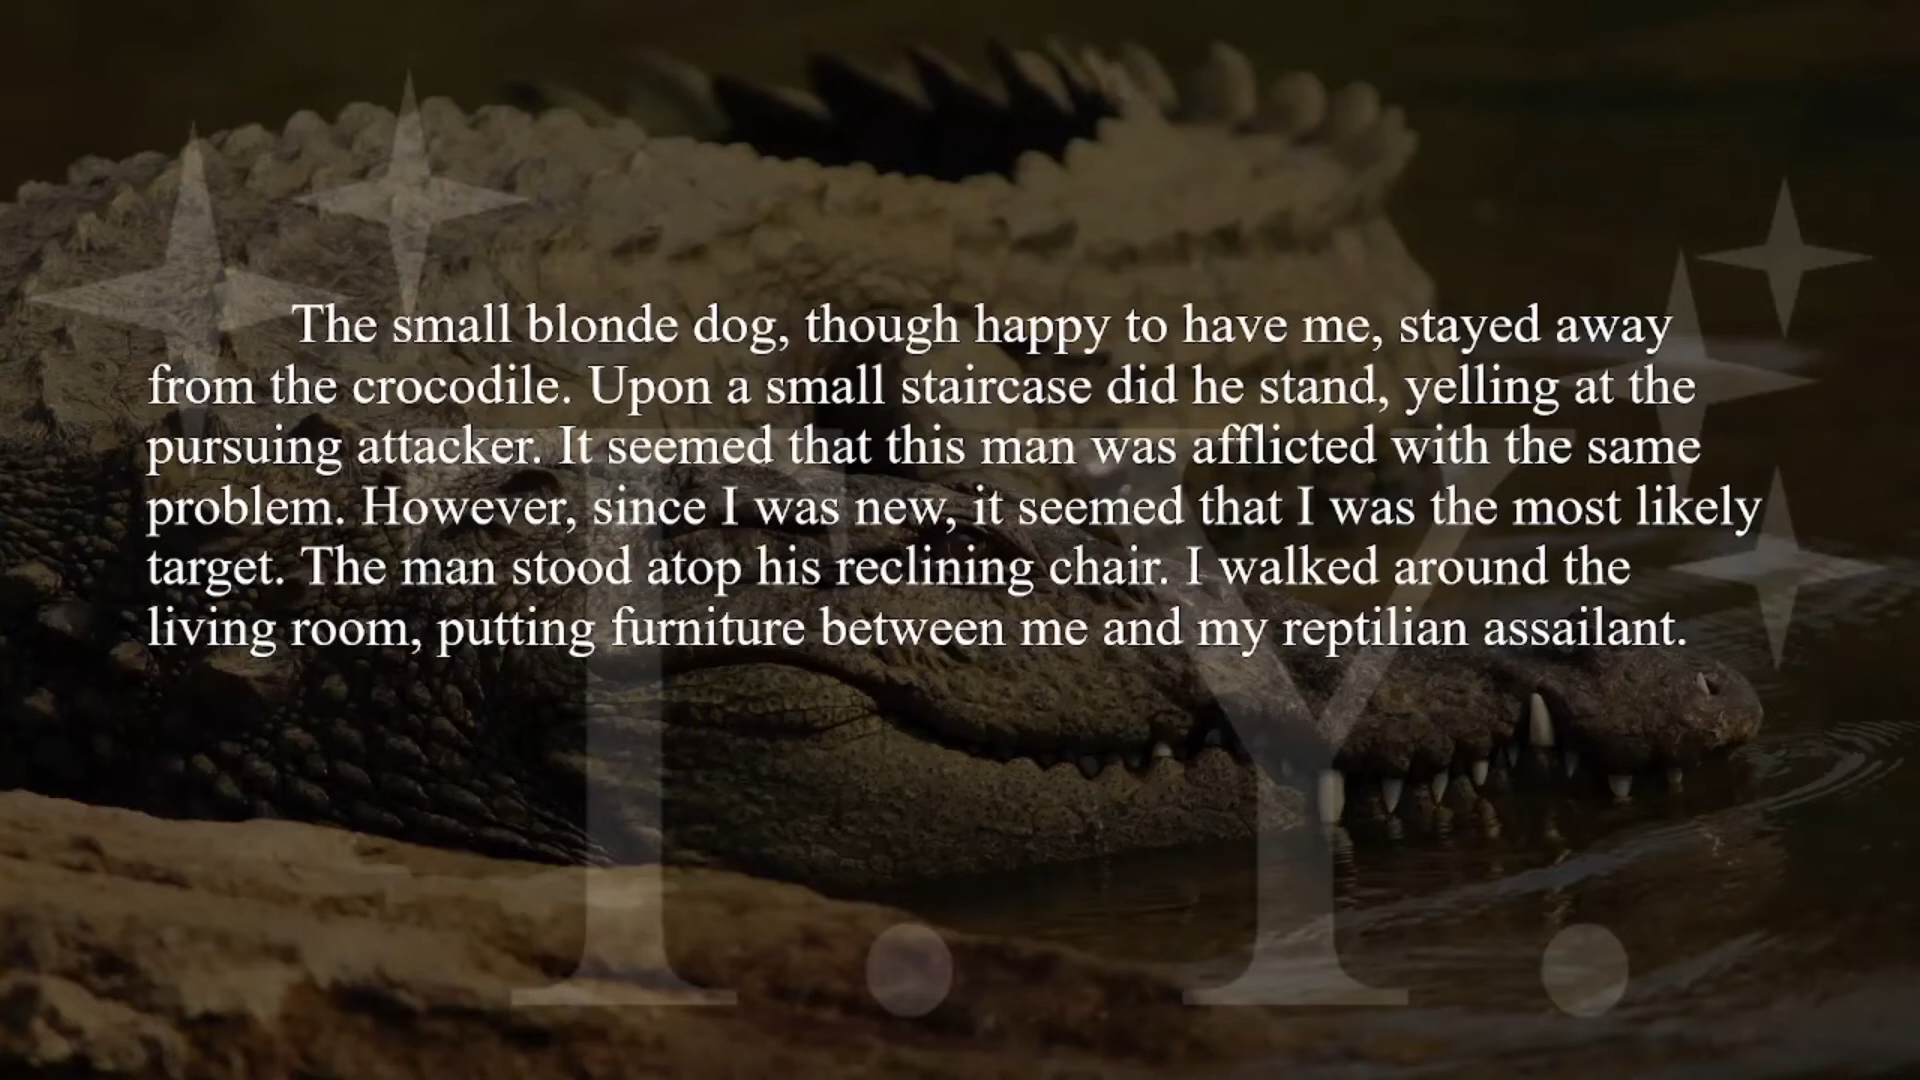 The small blonde dog, though happy to have me, stayed away
from the crocodile. Upon a small staircase did he stand, yelling at the
pursuing attacker. It seemed that this man was afflicted with the same
problem. However, since I was new, it seemed that I was the most likely
target. The man stood atop his reclining chair. I walked around the
living room, putting furniture between me and my reptilian assailant.
T. Y.